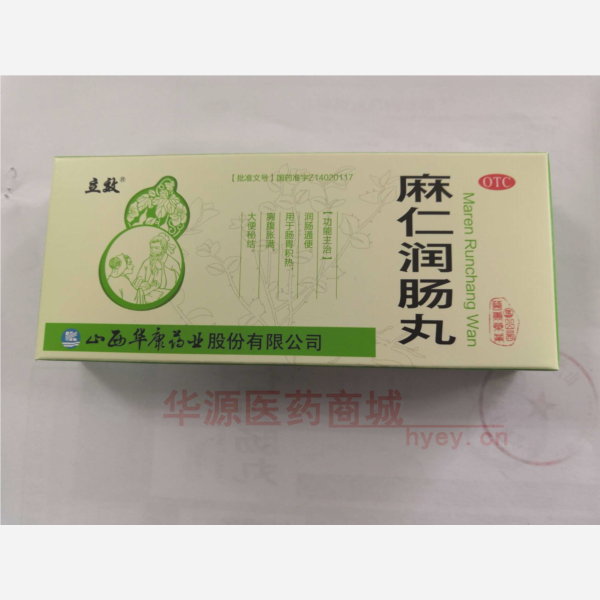 立效®
【批准文号】国药准字Z14020117
OTC
麻仁润肠丸
Maren Runchang Wan
【功能主治】
润肠通便。
用于肠胃积热,
胸腹胀满,
大便秘结。
山西华康药业股份有限公司
华源医药商城
hyey.cn